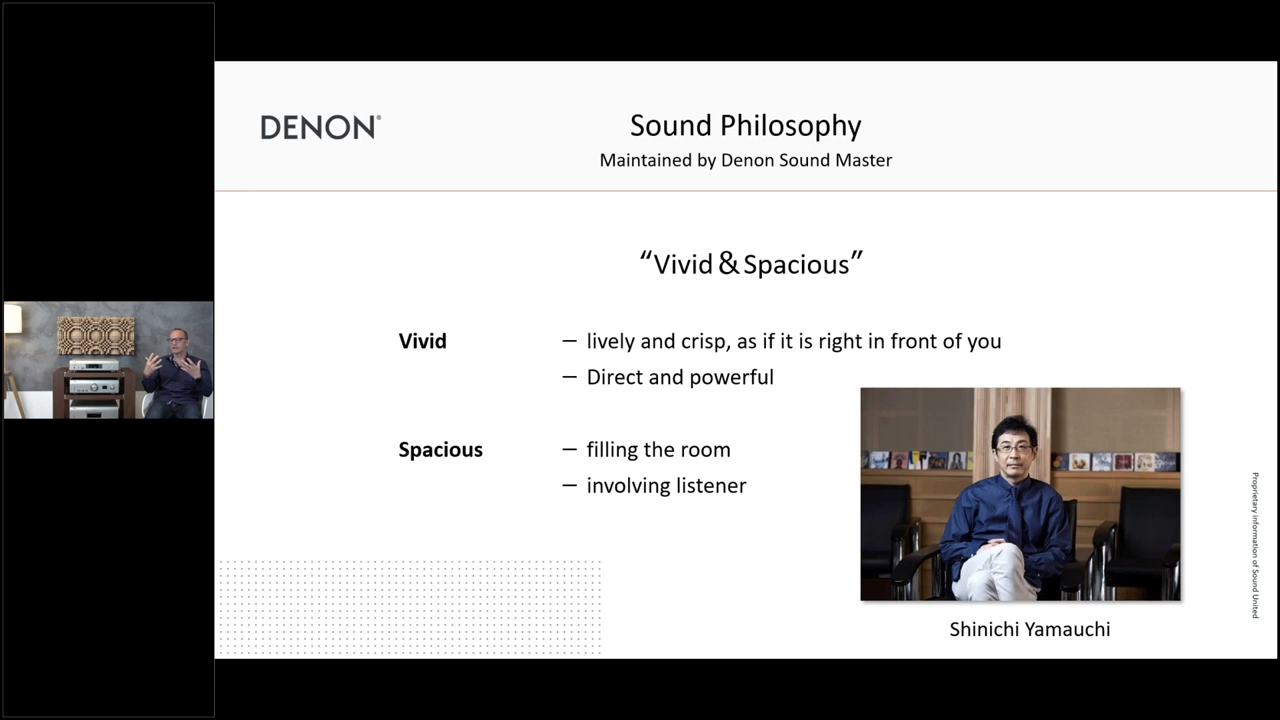 DENON®
Sound Philosophy
Maintained by Denon Sound Master
“Vivid & Spacious”
Vivid – lively and crisp, as if it is right in front of you
– Direct and powerful
Spacious – filling the room
– involving listener
Shinichi Yamauchi
Proprietary information of Sound United